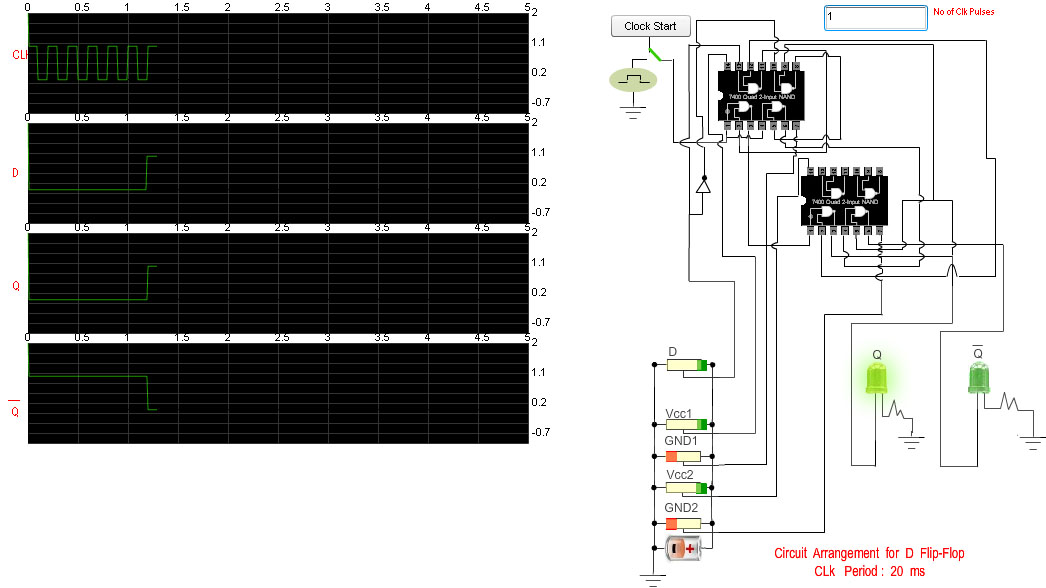 0 0.5 1 1.5 2 2.5 3 3.5 4 4.5 5
2
CLK
1.1
0.2
-0.7
0 0.5 1 1.5 2 2.5 3 3.5 4 4.5 5
2
D
1.1
0.2
-0.7
0 0.5 1 1.5 2 2.5 3 3.5 4 4.5 5
2
Q
1.1
0.2
-0.7
0 0.5 1 1.5 2 2.5 3 3.5 4 4.5 5
2
Q
1.1
0.2
-0.7
1
No of Clk Pulses
Clock Start
7400 Quad 2-Input NAND
7400 Quad 2-Input NAND
D
Q
Q
Vcc1
GND1
Vcc2
GND2
Circuit Arrangement for D Flip-Flop
CLk Period : 20 ms